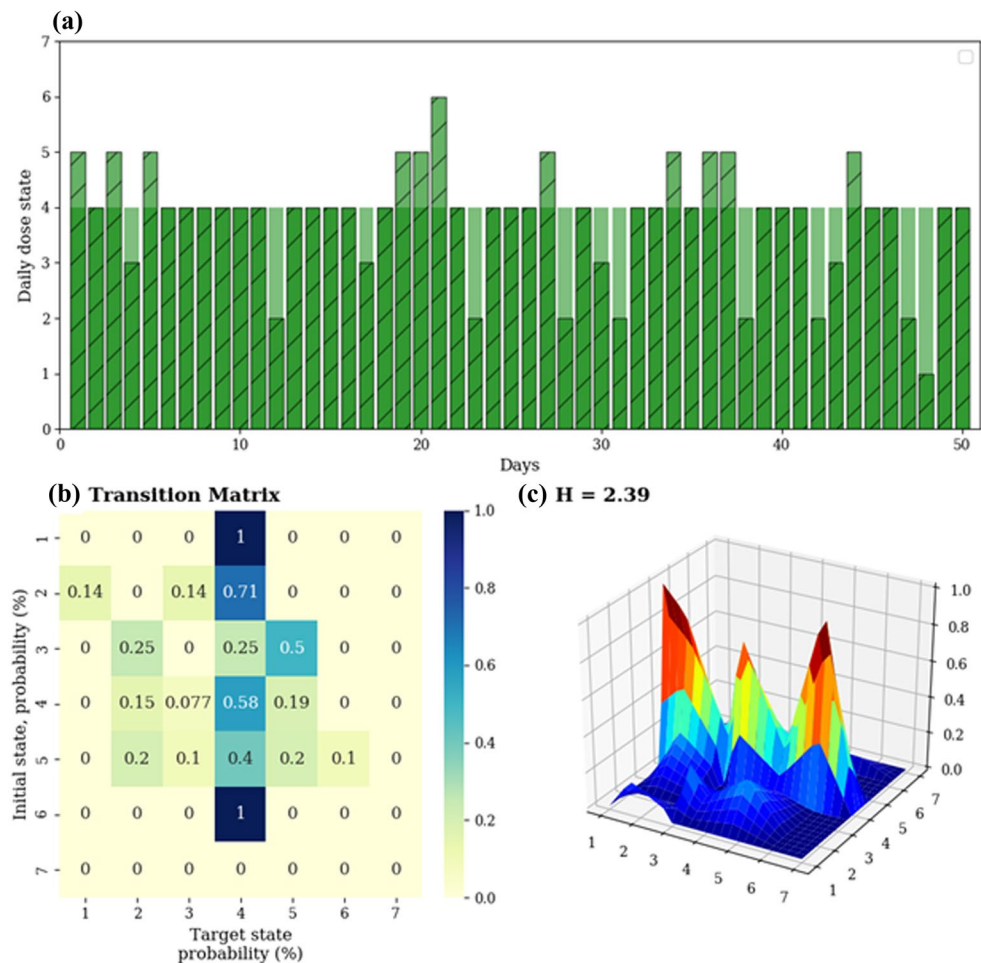 (a)
7
6
5
4
3
2
1
0
Daily dose state
0 10 20 30 40 50
Days
(b) Transition Matrix
Initial state, probability (%)
1 0 0 0 1 0 0 0
2 0.14 0 0.14 0.71 0 0 0
3 0 0.25 0 0.25 0.5 0 0
4 0 0.15 0.077 0.58 0.19 0 0
5 0 0.2 0.1 0.4 0.2 0.1 0
6 0 0 0 1 0 0 0
7 0 0 0 0 0 0 0
1 2 3 4 5 6 7
Target state
probability (%)
1.0
0.8
0.6
0.4
0.2
0.0
(c) H = 2.39
1.0
0.8
0.6
0.4
0.2
0.0
1 2 3 4 5 6 7
1 2 3 4 5 6 7